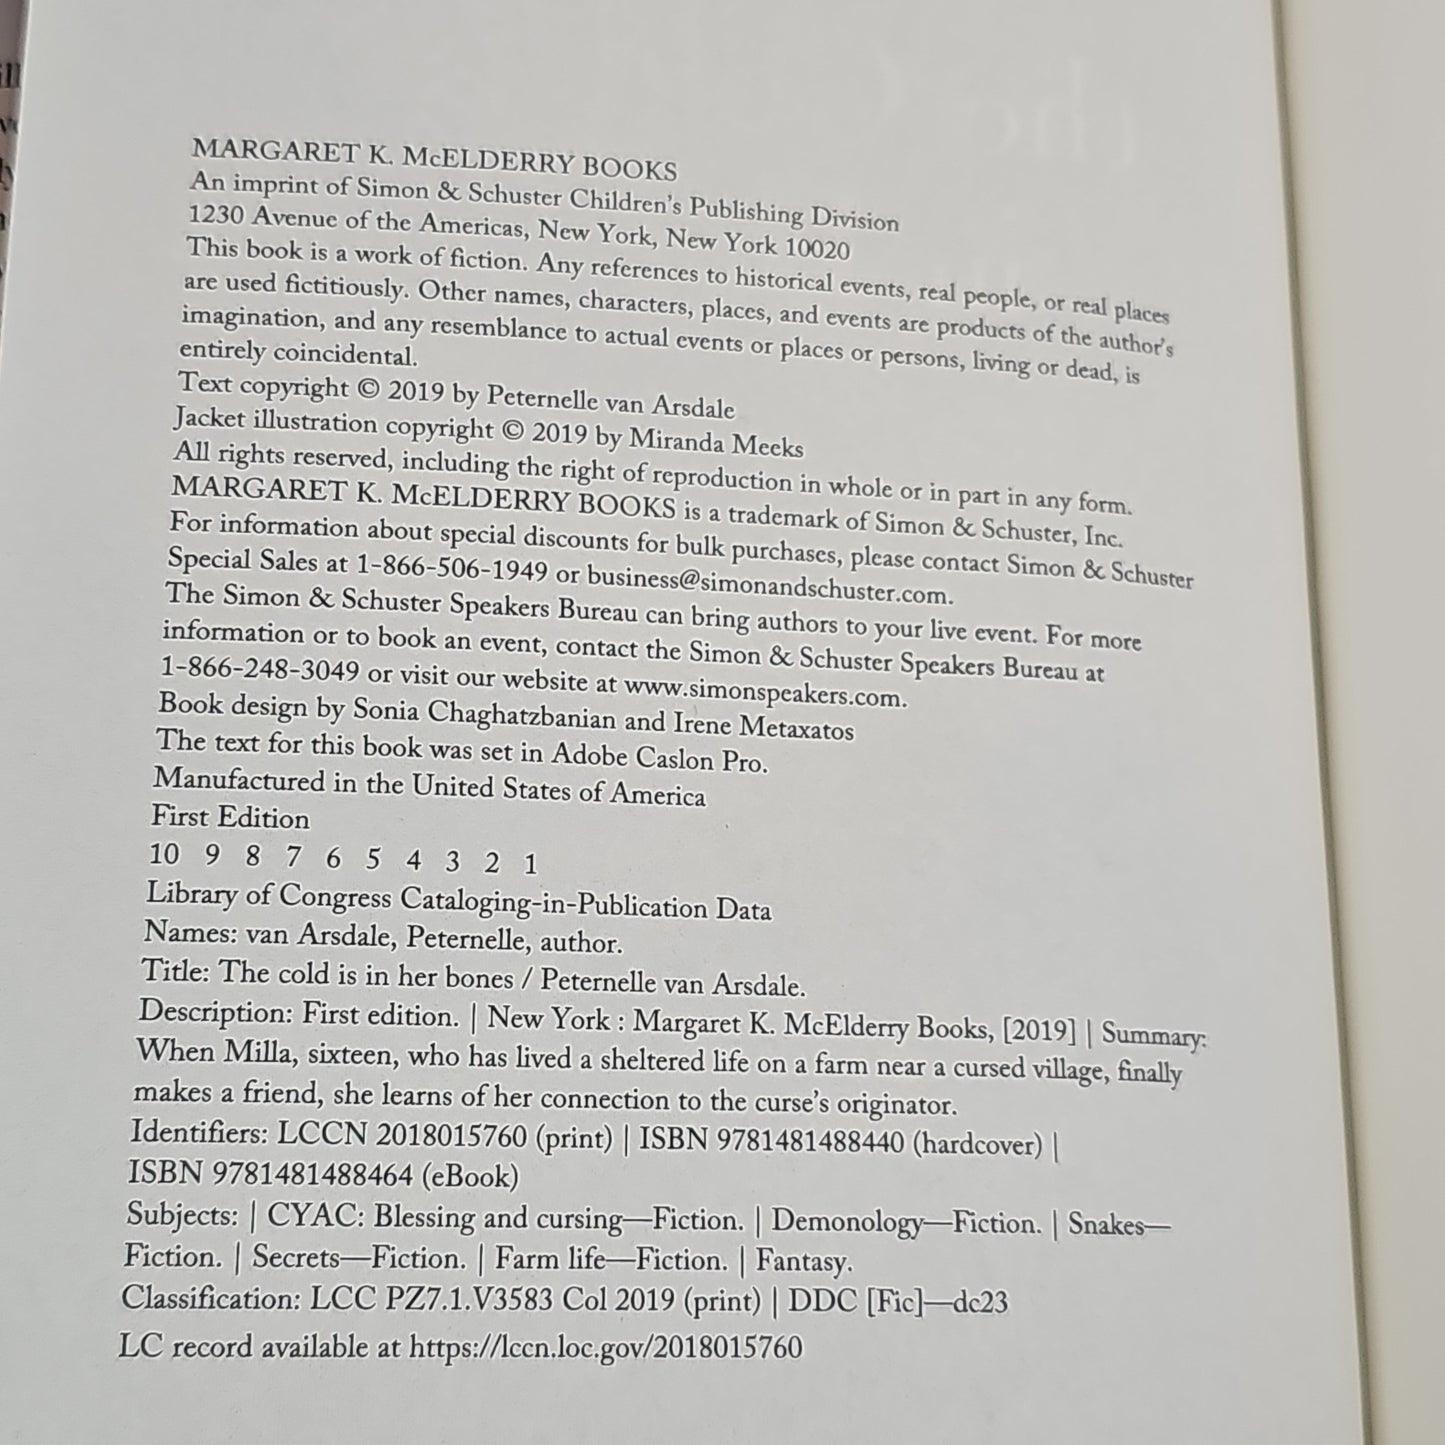 MARGARET K. McELDERRY BOOKS
An imprint of Simon & Schuster Children's Publishing Division
1230 Avenue of the Americas, New York, New York 10020
This book is a work of fiction. Any references to historical events, real people, or real places
are used fictitiously. Other names, characters, places, and events are products of the author's
imagination, and any resemblance to actual events or places or persons, living or dead, is
entirely coincidental.
Text copyright © 2019 by Peternelle van Arsdale
Jacket illustration copyright © 2019 by Miranda Meeks
All rights reserved, including the right of reproduction in whole or in part in any form.
MARGARET K. McELDERRY BOOKS is a trademark of Simon & Schuster, Inc.
For information about special discounts for bulk purchases, please contact Simon & Schuster
Special Sales at 1-866-506-1949 or business@simonandschuster.com.
The Simon & Schuster Speakers Bureau can bring authors to your live event. For more
information or to book an event, contact the Simon & Schuster Speakers Bureau at
1-866-248-3049 or visit our website at www.simonspeakers.com.
Book design by Sonia Chaghatzbanian and Irene Metaxatos
The text for this book was set in Adobe Caslon Pro.
Manufactured in the United States of America
First Edition
10 9 8 7 6 5 4 3 2 1
Library of Congress Cataloging-in-Publication Data
Names: van Arsdale, Peternelle, author.
Title: The cold is in her bones / Peternelle van Arsdale.
Description: First edition. | New York : Margaret K. McElderry Books, [2019] | Summary:
When Milla, sixteen, who has lived a sheltered life on a farm near a cursed village, finally
makes a friend, she learns of her connection to the curse's originator.
Identifiers: LCCN 2018015760 (print) | ISBN 9781481488440 (hardcover) |
ISBN 9781481488464 (eBook)
Subjects: | CYAC: Blessing and cursing—Fiction. | Demonology—Fiction. | Snakes—
Fiction. | Secrets—Fiction. | Farm life—Fiction. | Fantasy.
Classification: LCC PZ7.1.V3583 Col 2019 (print) | DDC [Fic]—dc23
LC record available at https://lccn.loc.gov/2018015760